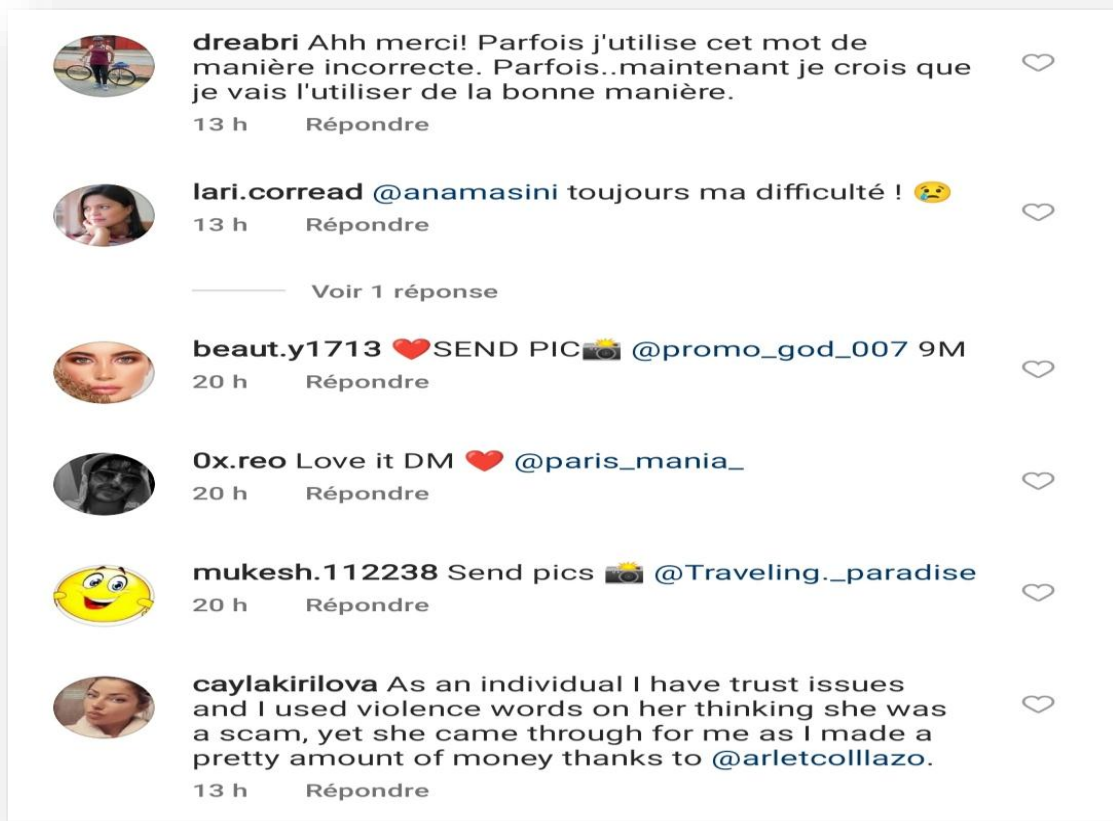 dreabri Ahh merci! Parfois j'utilise cet mot de
manière incorrecte. Parfois..maintenant je crois que
je vais l'utiliser de la bonne manière.
13 h Répondre
lari.corread @anamasini toujours ma difficulté ! 😢
13 h Répondre
Voir 1 réponse
beaut.y1713 ❤️SEND PIC📸 @promo_god_007 9M
20 h Répondre
0x.reo Love it DM ❤️ @paris_mania_
20 h Répondre
mukesh.112238 Send pics 📸 @Traveling._paradise
20 h Répondre
caylakirilova As an individual I have trust issues
and I used violence words on her thinking she was
a scam, yet she came through for me as I made a
pretty amount of money thanks to @arletcolllazo.
13 h Répondre